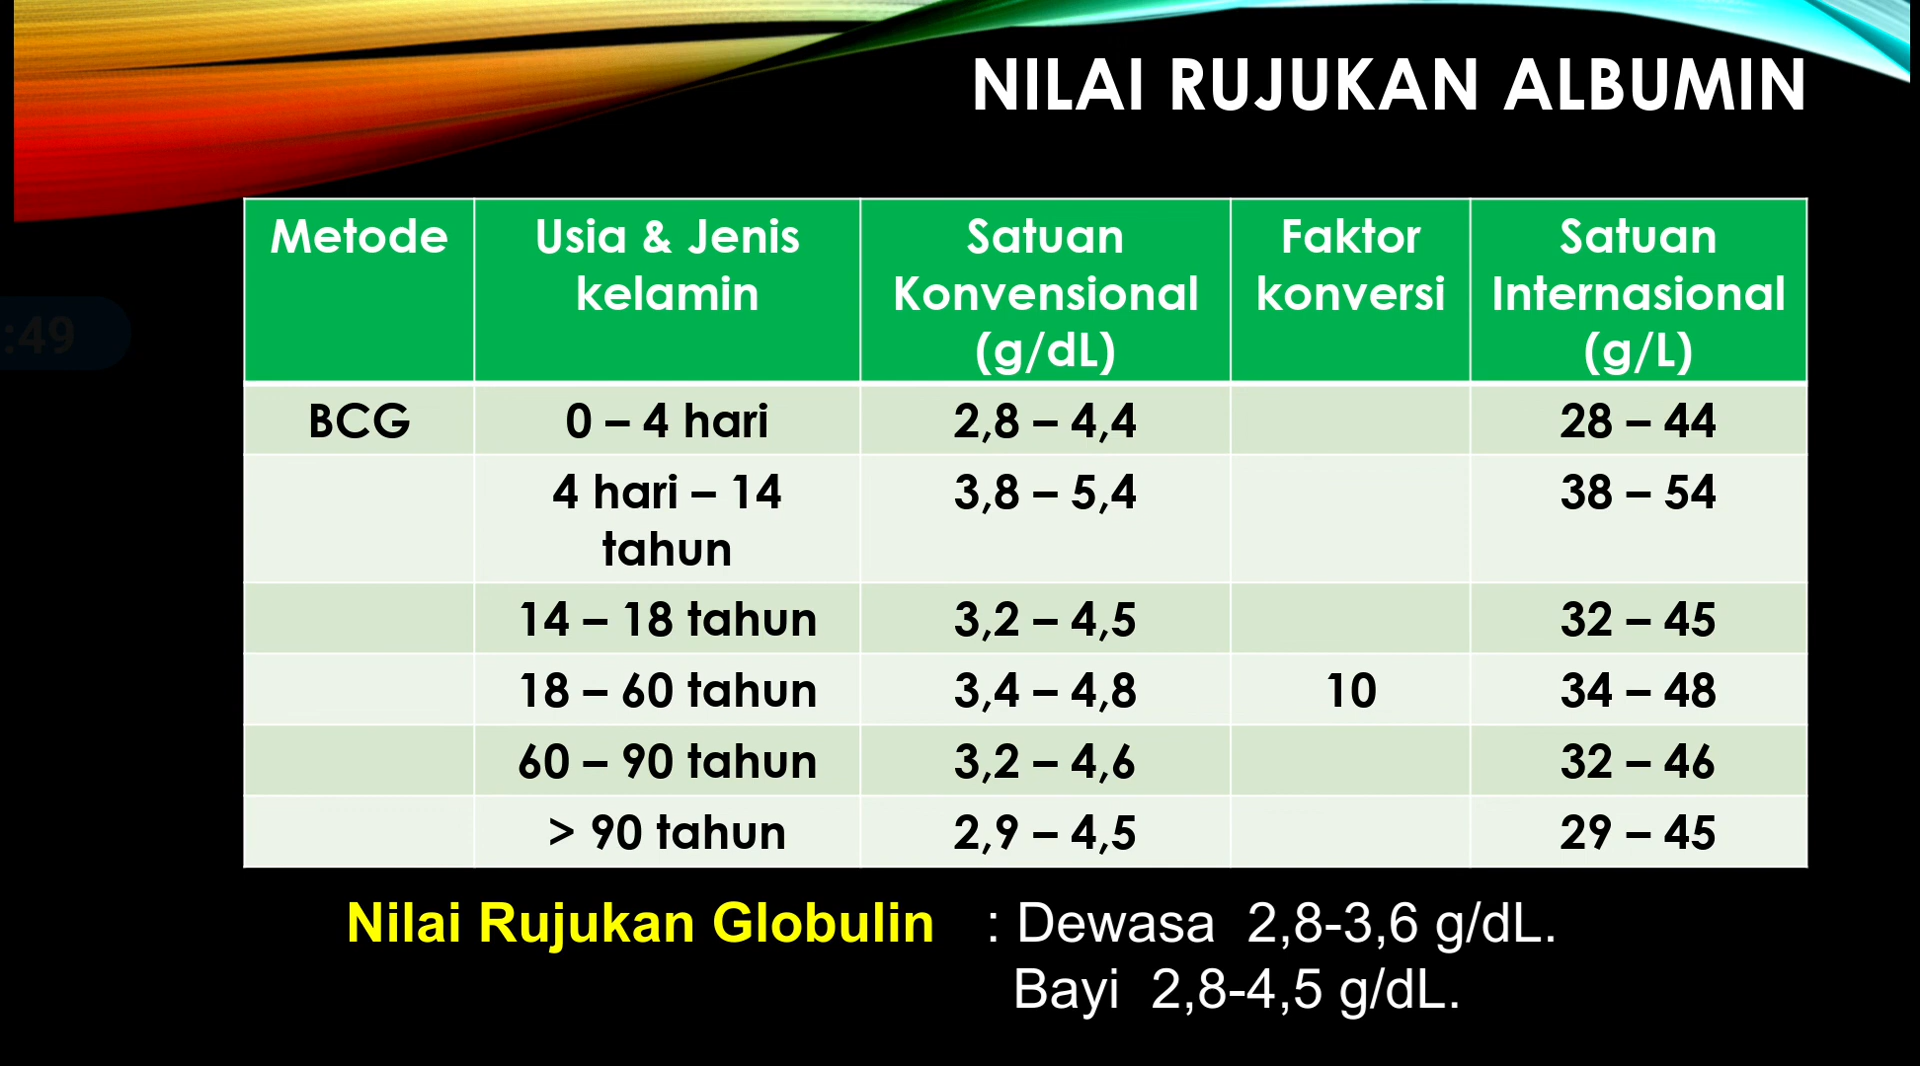 NILAI RUJUKAN ALBUMIN
:49
Metode
Usia & Jenis
kelamin
Satuan
Konvensional
(g/dL)
Faktor
konversi
Satuan
Internasional
(g/L)
BCG
0 – 4 hari
2,8 – 4,4
28 – 44
4 hari – 14
tahun
3,8 – 5,4
38 – 54
14 – 18 tahun
3,2 – 4,5
32 – 45
18 – 60 tahun
3,4 – 4,8
10
34 – 48
60 – 90 tahun
3,2 – 4,6
32 – 46
> 90 tahun
2,9 – 4,5
29 – 45
Nilai Rujukan Globulin : Dewasa 2,8-3,6 g/dL.
Bayi 2,8-4,5 g/dL.